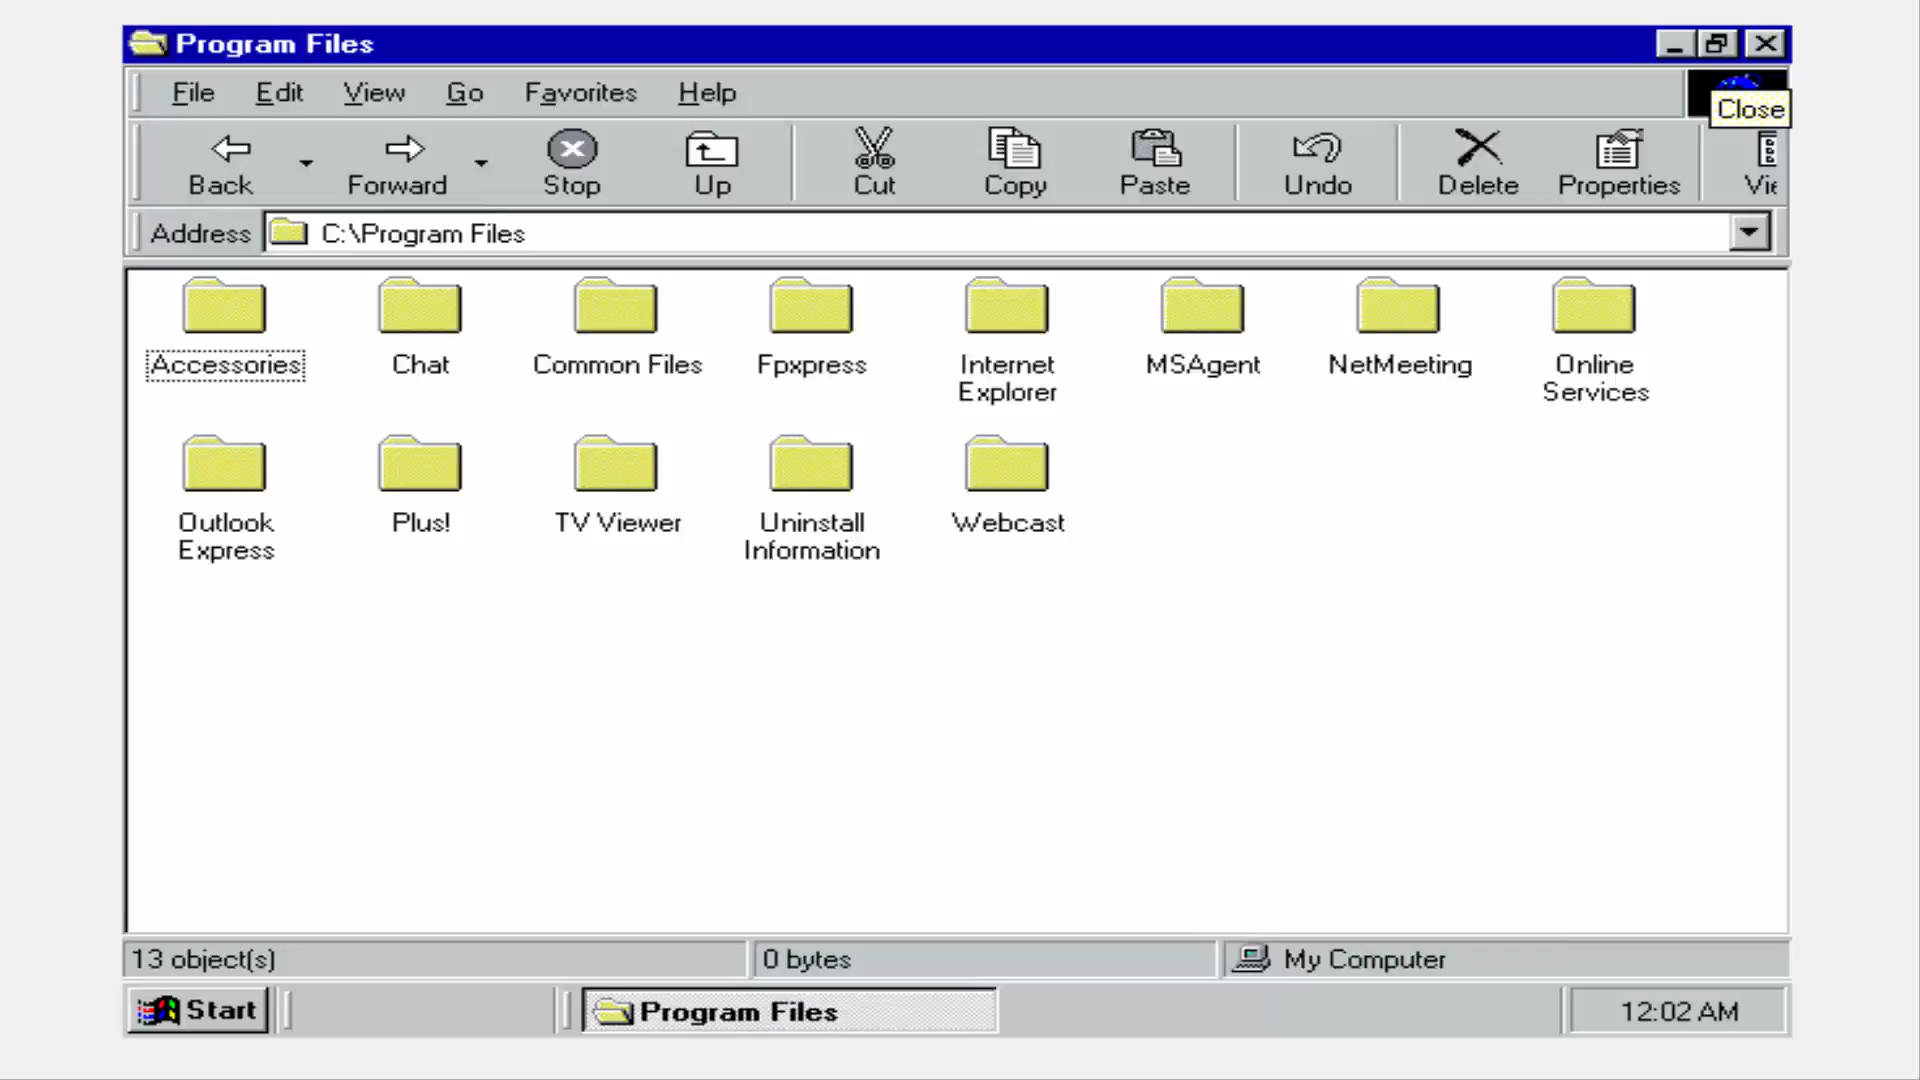 Program Files
File Edit View Go Favorites Help
Close
Back Forward Stop Up Cut Copy Paste Undo Delete Properties
Address C:\Program Files
Accessories Chat Common Files Fpxpress Internet Explorer MSAgent NetMeeting Online Services
Outlook Express Plus! TV Viewer Uninstall Information Webcast
13 object(s) 0 bytes My Computer
Start Program Files 12:02 AM